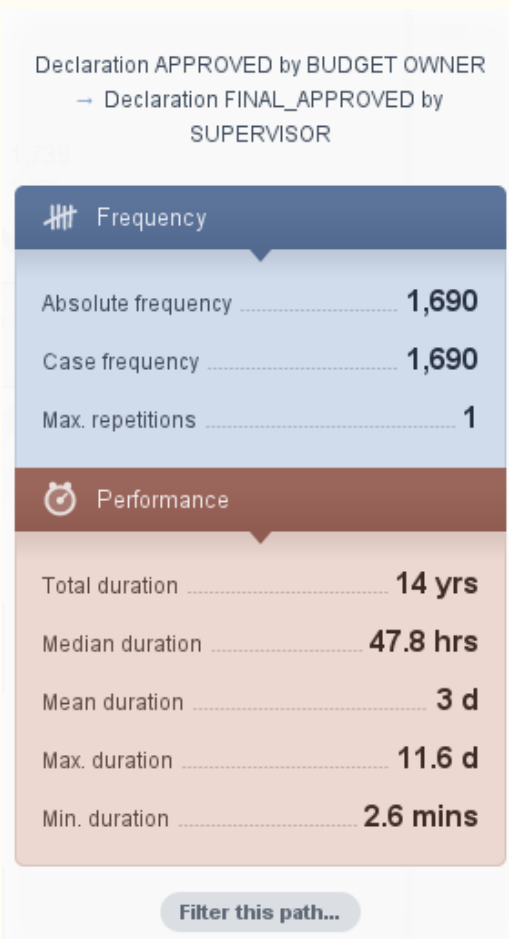 Declaration APPROVED by BUDGET OWNER
→ Declaration FINAL_APPROVED by
SUPERVISOR
Frequency
Absolute frequency 1,690
Case frequency 1,690
Max. repetitions 1
Performance
Total duration 14 yrs
Median duration 47.8 hrs
Mean duration 3 d
Max. duration 11.6 d
Min. duration 2.6 mins
Filter this path...